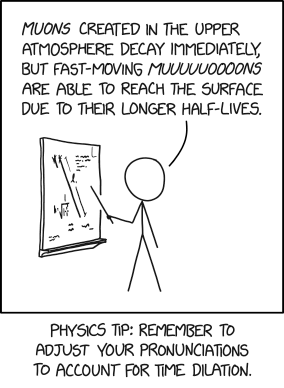 MUONS CREATED IN THE UPPER
ATMOSPHERE DECAY IMMEDIATELY,
BUT FAST-MOVING MUUUUUOOOONS
ARE ABLE TO REACH THE SURFACE
DUE TO THEIR LONGER HALF-LIVES.
PHYSICS TIP: REMEMBER TO
ADJUST YOUR PRONUNCIATIONS
TO ACCOUNT FOR TIME DILATION.